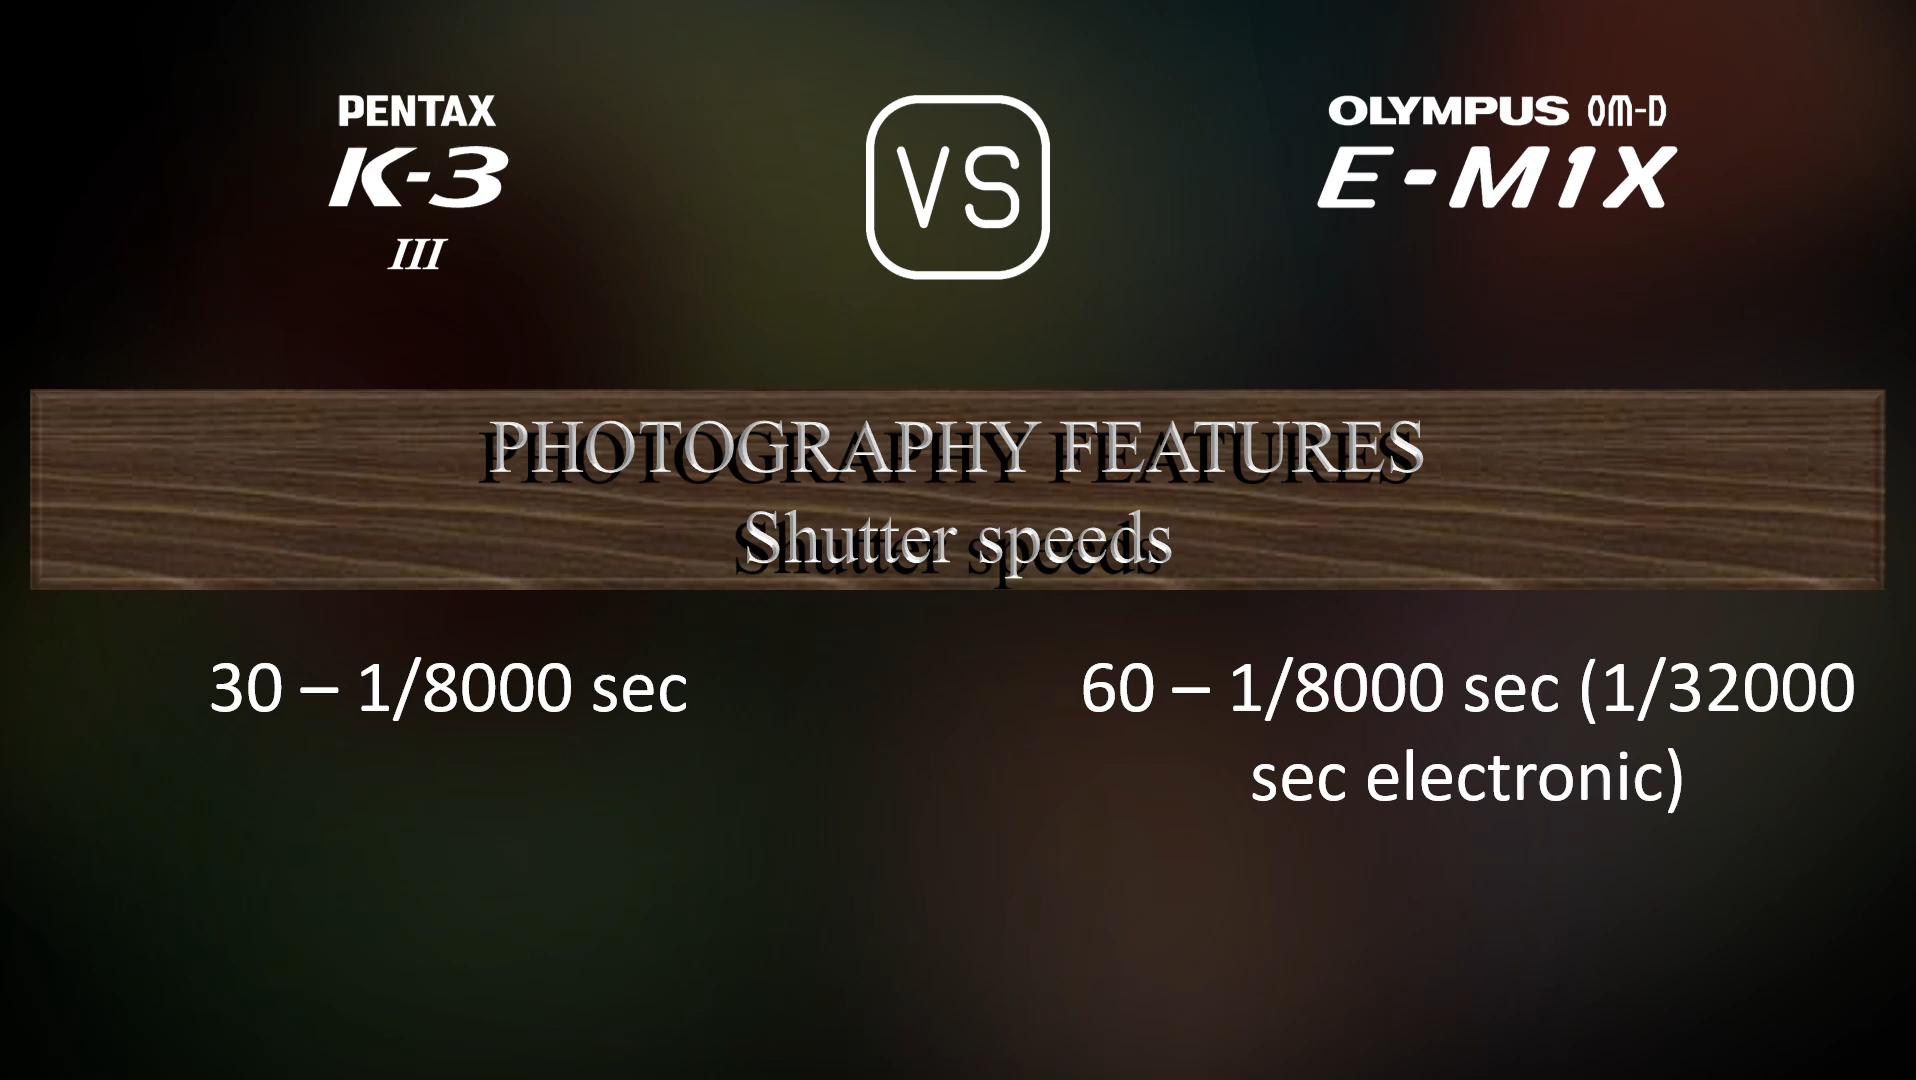 PENTAX
K-3
III
VS
OLYMPUS OM-D
E-M1X
PHOTOGRAPHY FEATURES
Shutter speeds
30 – 1/8000 sec
60 – 1/8000 sec (1/32000
sec electronic)